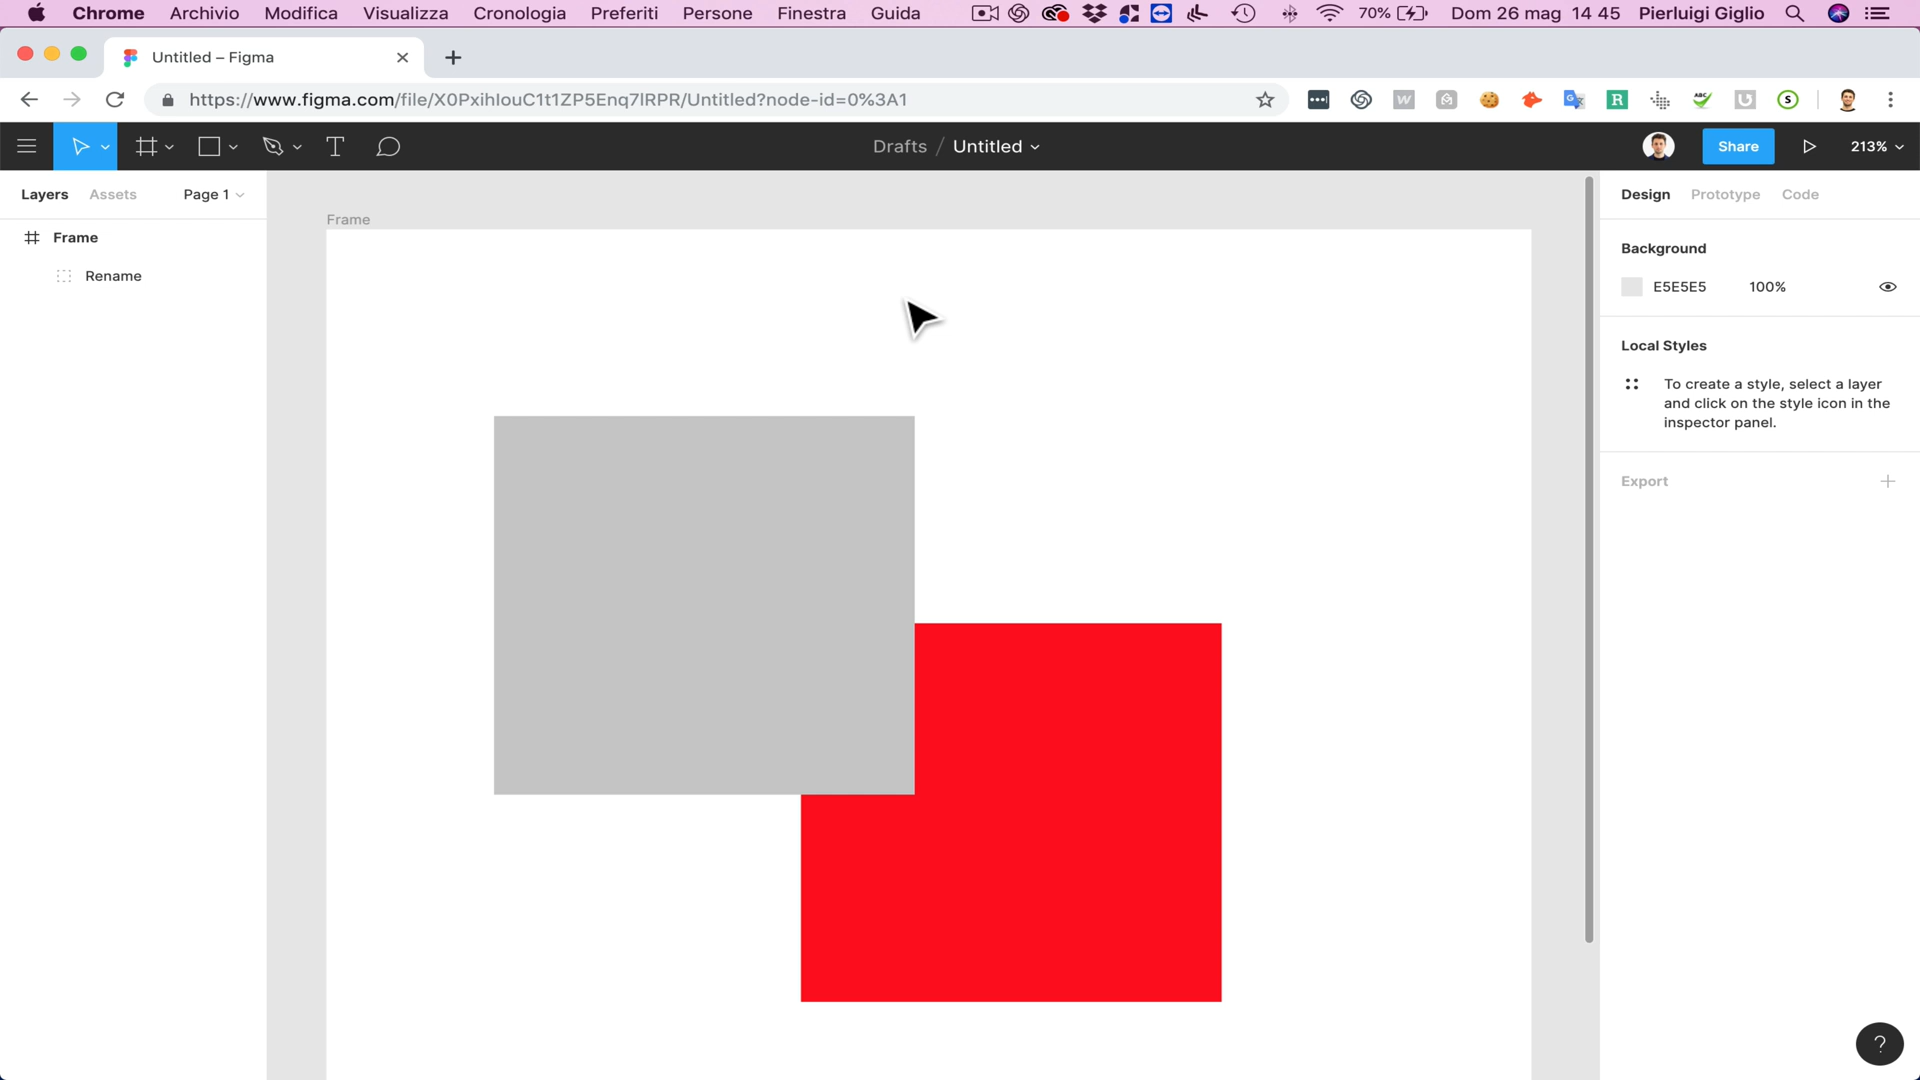 Chrome Archivio Modifica Visualizza Cronologia Preferiti Persone Finestra Guida 70% Dom 26 mag 14 45 Pierluigi Giglio
Untitled – Figma
https://www.figma.com/file/X0PxihIouC1t1ZP5Enq7lRPR/Untitled?node-id=0%3A1
W
R
ABC
S
T
Drafts / Untitled
Share
213%
Layers Assets Page 1
Design Prototype Code
Frame
Frame
Rename
Background
E5E5E5 100%
Local Styles
To create a style, select a layer
and click on the style icon in the
inspector panel.
Export
?